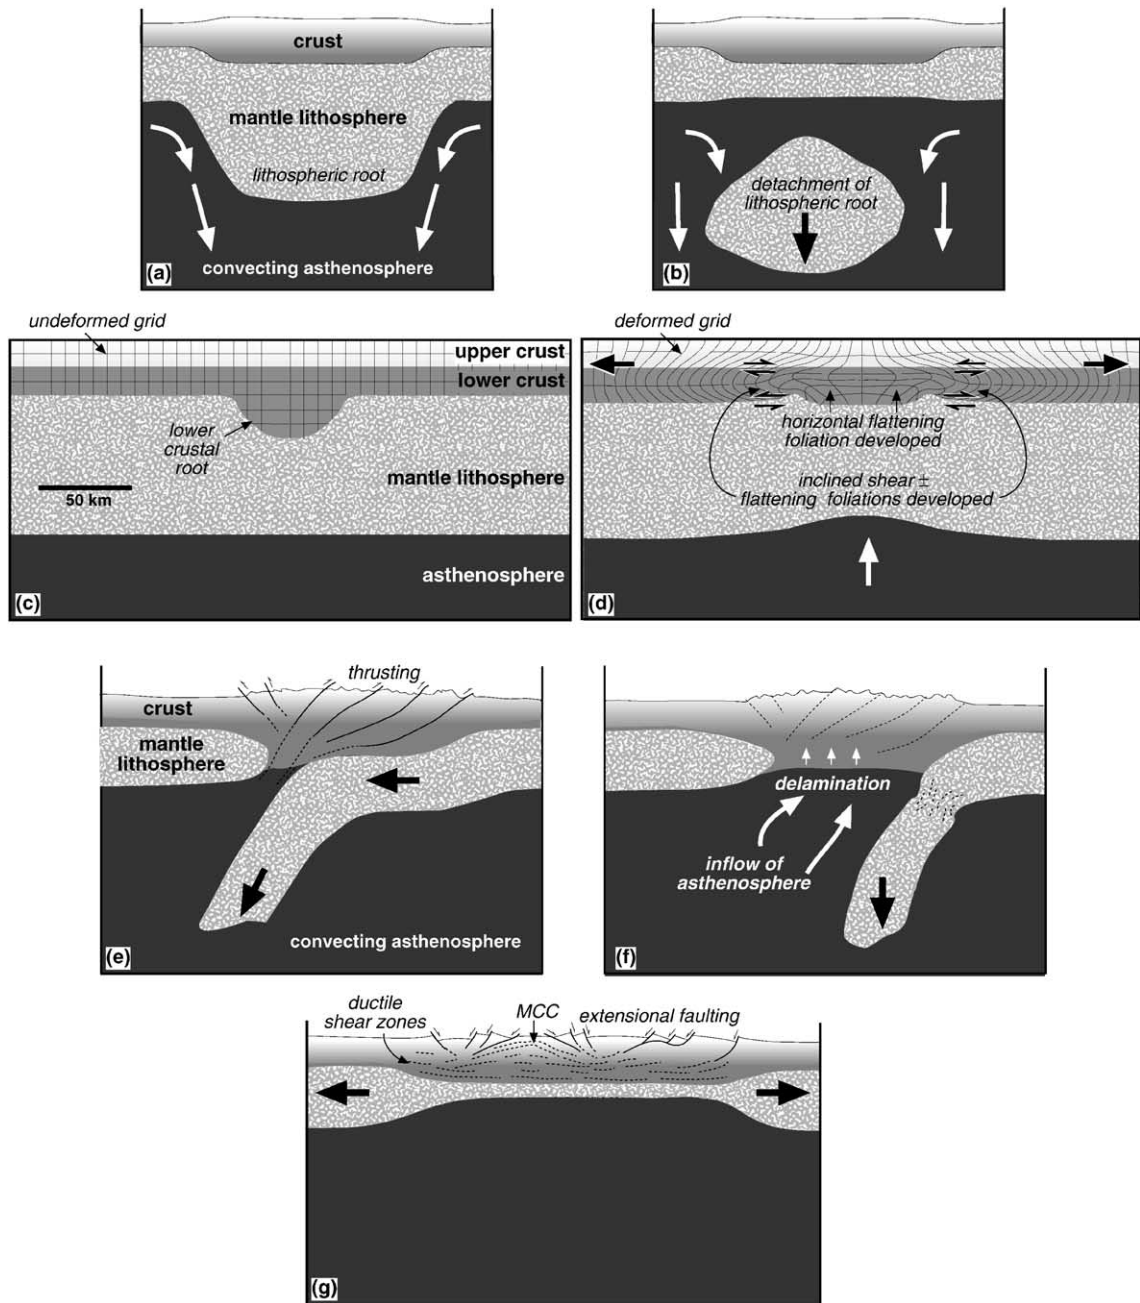 crust
mantle lithosphere
lithospheric root
convecting asthenosphere
(a)
detachment of
lithospheric root
(b)
undeformed grid
upper crust
lower crust
lower
crustal
root
mantle lithosphere
50 km
asthenosphere
(c)
deformed grid
horizontal flattening
foliation developed
inclined shear ±
flattening foliations developed
(d)
thrusting
crust
mantle
lithosphere
convecting asthenosphere
(e)
delamination
inflow of
asthenosphere
(f)
ductile
shear zones
MCC
extensional faulting
(g)